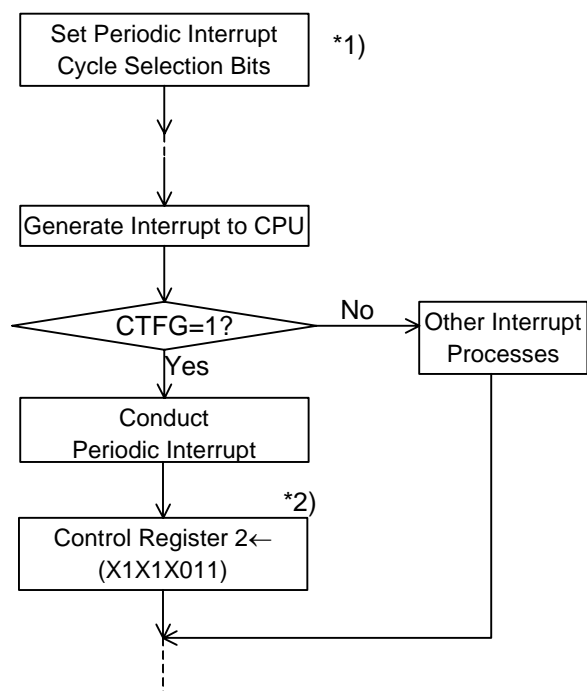 Set Periodic Interrupt
Cycle Selection Bits
*1)
Generate Interrupt to CPU
CTFG=1?
No
Other Interrupt
Processes
Yes
Conduct
Periodic Interrupt
*2)
Control Register 2←
(X1X1X011)